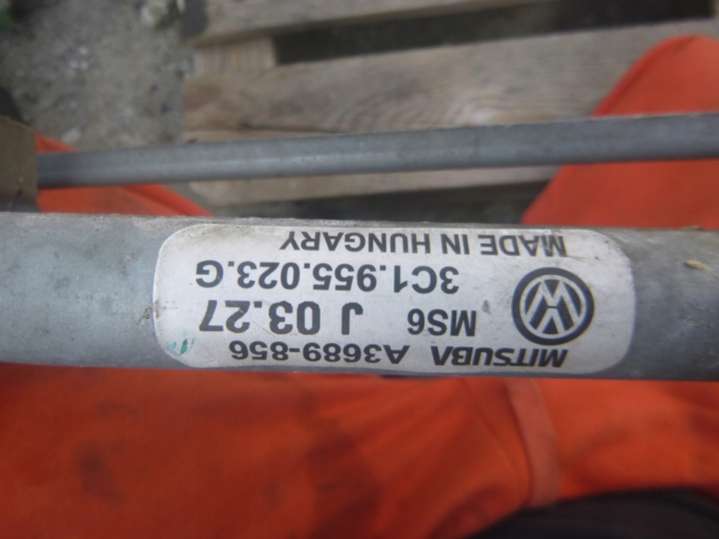 MITSUBA A3689-856
MS6 J 03.27
3C1.955.023.G
MADE IN HUNGARY